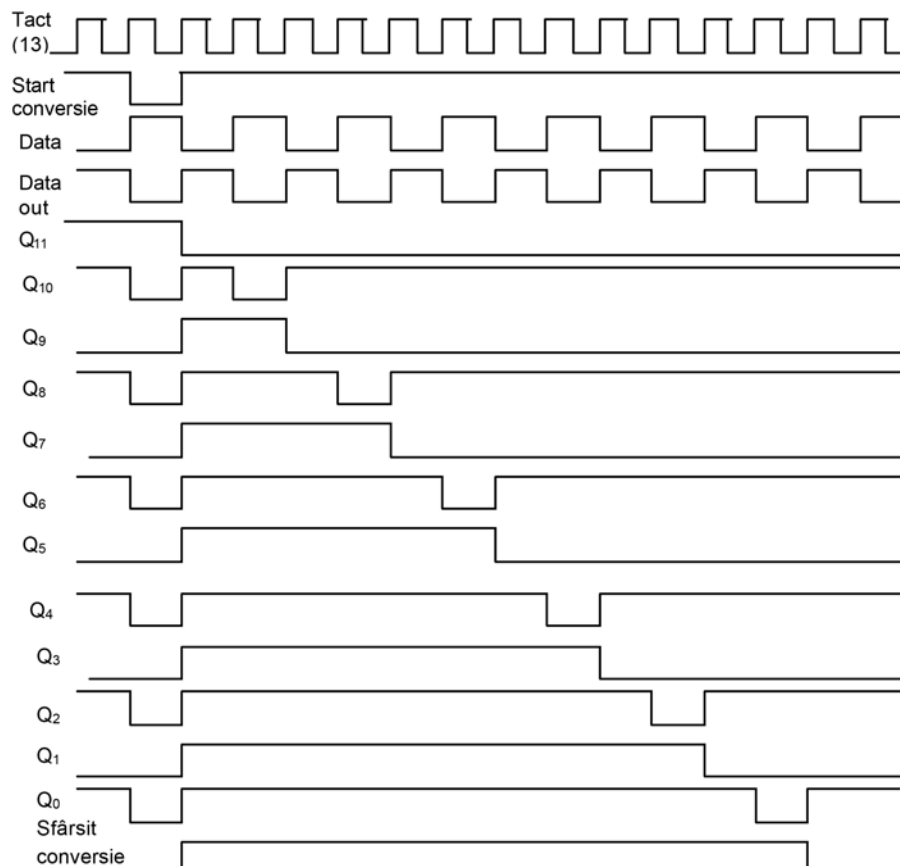 Tact
(13)
Start
conversie
Data
Data
out
Q₁₁
Q₁₀
Q₉
Q₈
Q₇
Q₆
Q₅
Q₄
Q₃
Q₂
Q₁
Q₀
Sfârsit
conversie